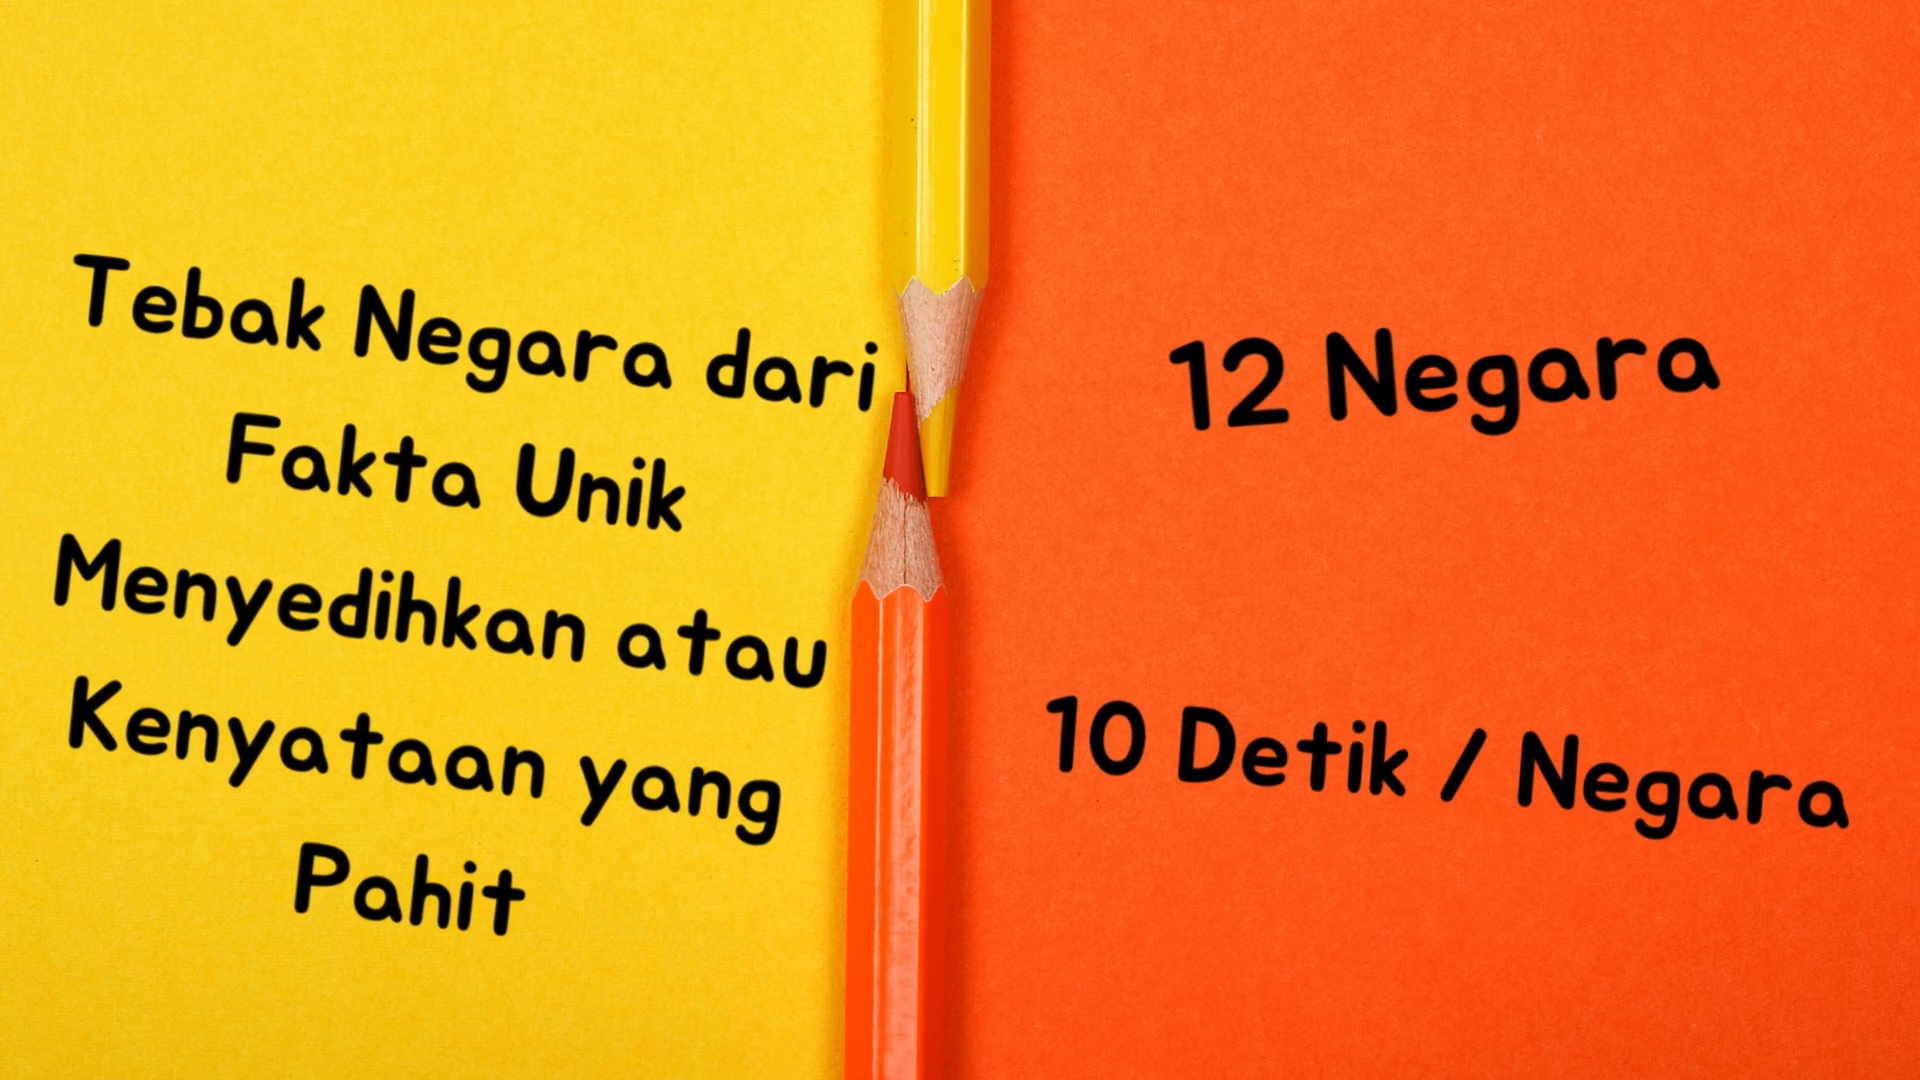 Tebak Negara dari
Fakta Unik
Menyedihkan atau
Kenyataan yang
Pahit
12 Negara
10 Detik / Negara